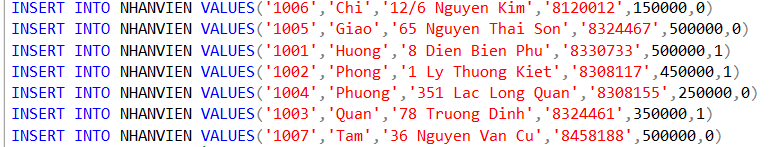 INSERT INTO NHANVIEN VALUES('1006','Chi','12/6 Nguyen Kim','8120012',150000,0)
INSERT INTO NHANVIEN VALUES('1005','Giao','65 Nguyen Thai Son','8324467',500000,0)
INSERT INTO NHANVIEN VALUES('1001','Huong','8 Dien Bien Phu','8330733',500000,1)
INSERT INTO NHANVIEN VALUES('1002','Phong','1 Ly Thuong Kiet','8308117',450000,1)
INSERT INTO NHANVIEN VALUES('1004','Phuong','351 Lac Long Quan','8308155',250000,0)
INSERT INTO NHANVIEN VALUES('1003','Quan','78 Truong Dinh','8324461',350000,1)
INSERT INTO NHANVIEN VALUES('1007','Tam','36 Nguyen Van Cu','8458188',500000,0)